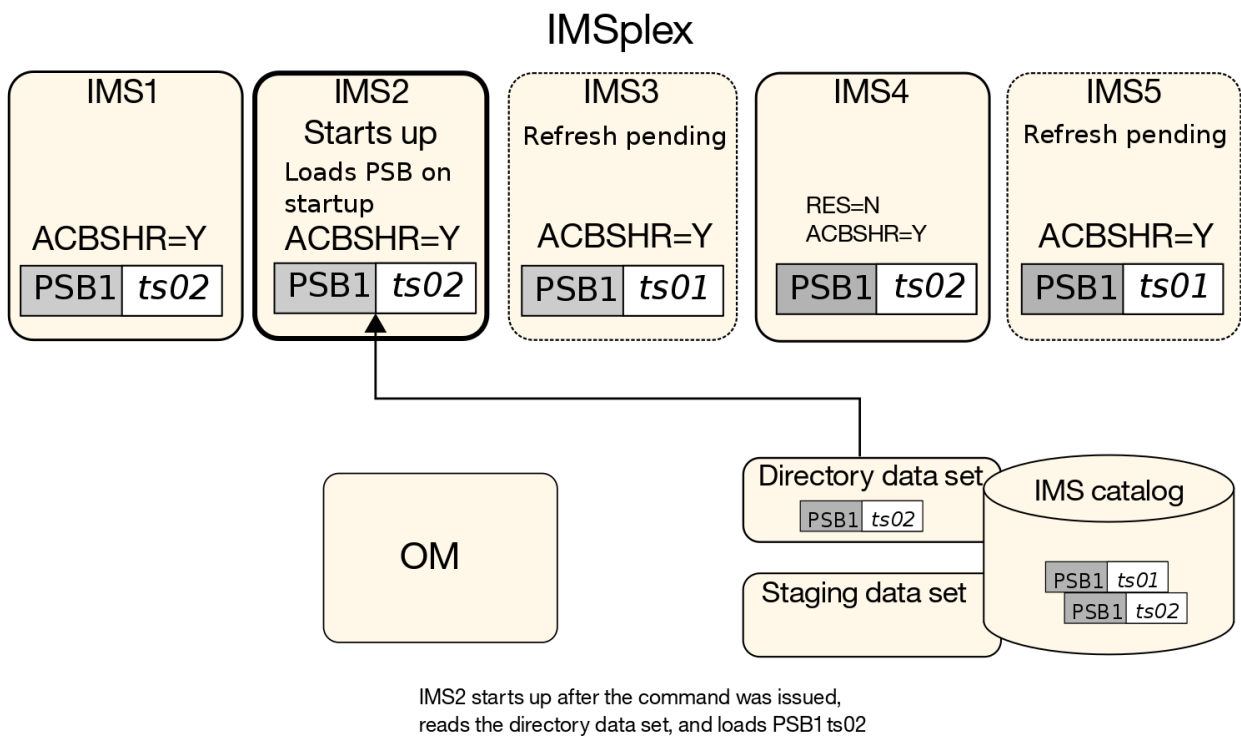 IMSplex
IMS1
ACBSHR=Y
PSB1 ts02
IMS2
Starts up
Loads PSB on
startup
ACBSHR=Y
PSB1 ts02
IMS3
Refresh pending
ACBSHR=Y
PSB1 ts01
IMS4
RES=N
ACBSHR=Y
PSB1 ts02
IMS5
Refresh pending
ACBSHR=Y
PSB1 ts01
OM
Directory data set
PSB1 ts02
Staging data set
IMS catalog
PSB1 ts01
PSB1 ts02
IMS2 starts up after the command was issued,
reads the directory data set, and loads PSB1 ts02